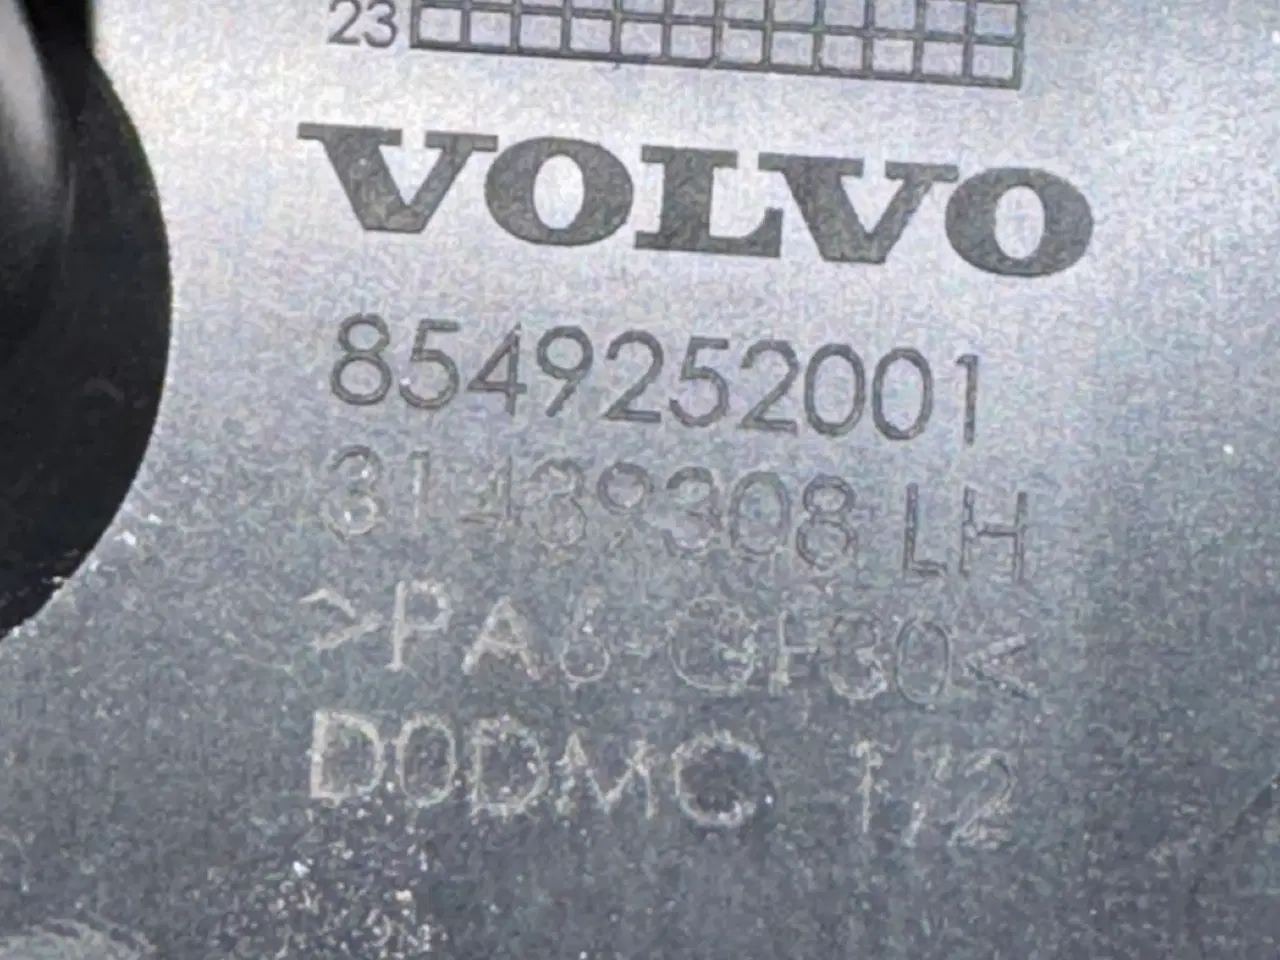 23
VOLVO
8549252001
31439308 LH
>PA6-GF30<
D0DMC 172